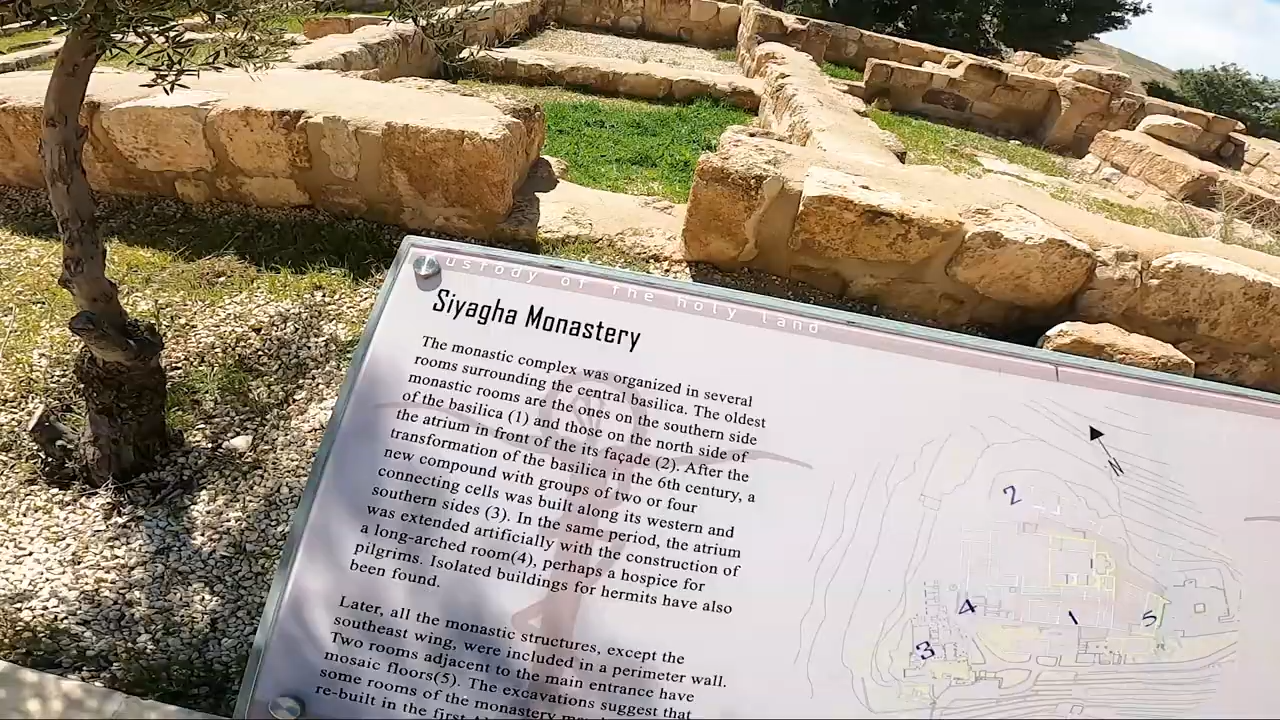 Custody of the holy land
Siyagha Monastery
The monastic complex was organized in several
rooms surrounding the central basilica. The oldest
monastic rooms are the ones on the southern side
of the basilica (1) and those on the north side of
the atrium in front of the its façade (2). After the
transformation of the basilica in the 6th century, a
new compound with groups of two or four
connecting cells was built along its western and
southern sides (3). In the same period, the atrium
was extended artificially with the construction of
a long-arched room(4), perhaps a hospice for
pilgrims. Isolated buildings for hermits have also
been found.
Later, all the monastic structures, except the
southeast wing, were included in a perimeter wall.
Two rooms adjacent to the main entrance have
mosaic floors(5). The excavations suggest that
some rooms of the monastery
re-built in the first
N
2
4
1
5
3